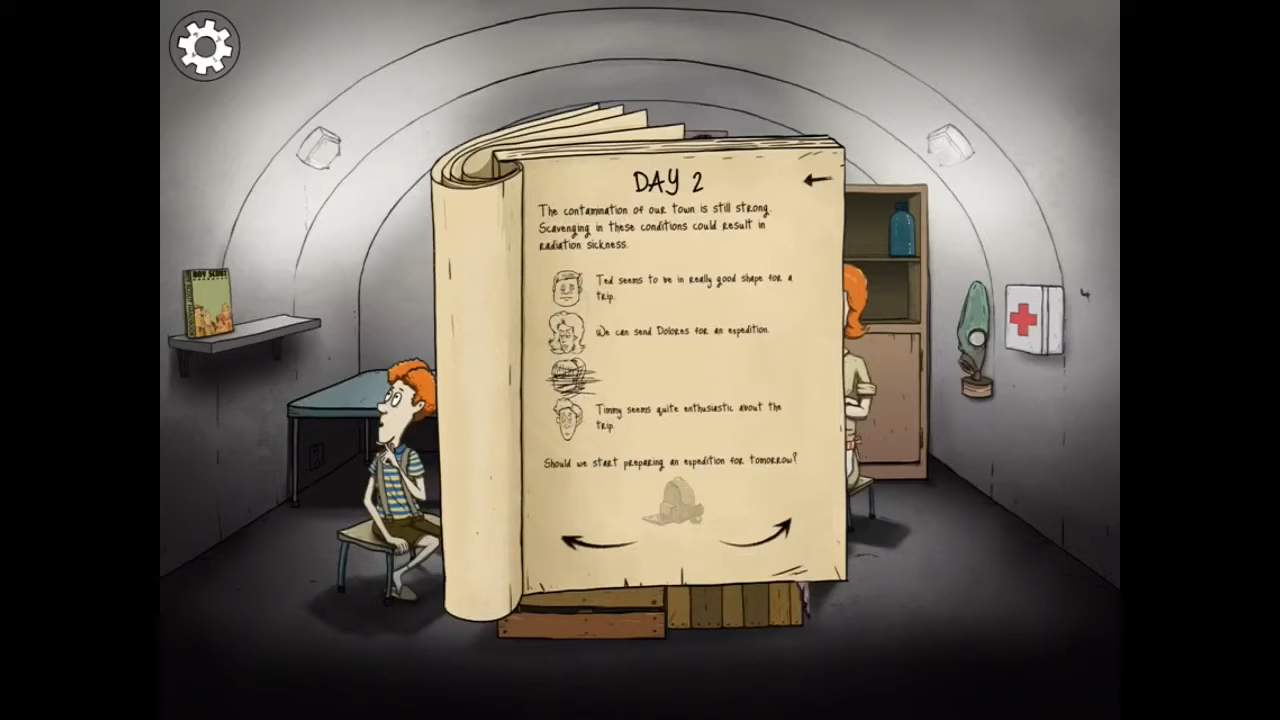 DAY 2
The contamination of our town is still strong.
Scavenging in these conditions could result in
radiation sickness.
Ted seems to be in really good shape for a
trip.
We can send Dolores for an expedition.
Timmy seems quite enthusiastic about the
trip.
Should we start preparing an expedition for tomorrow?
BOY SCOUT